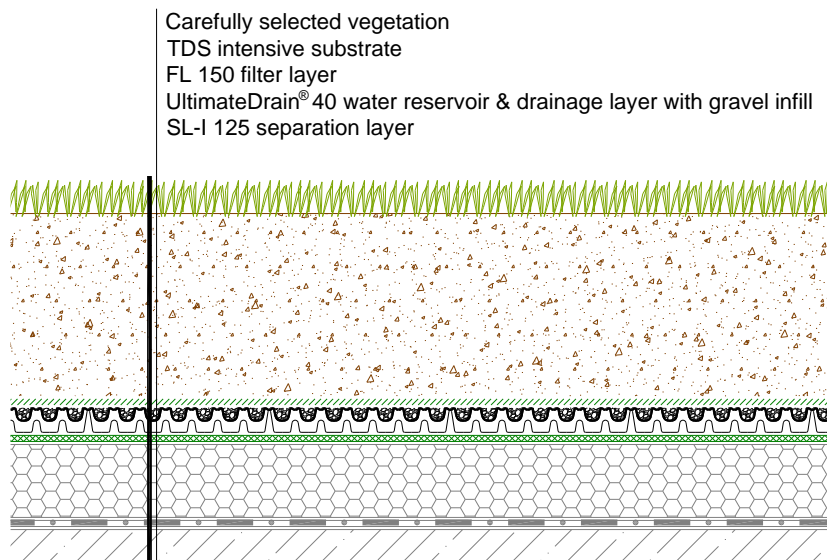 Carefully selected vegetation
TDS intensive substrate
FL 150 filter layer
UltimateDrain® 40 water reservoir & drainage layer with gravel infill
SL-I 125 separation layer